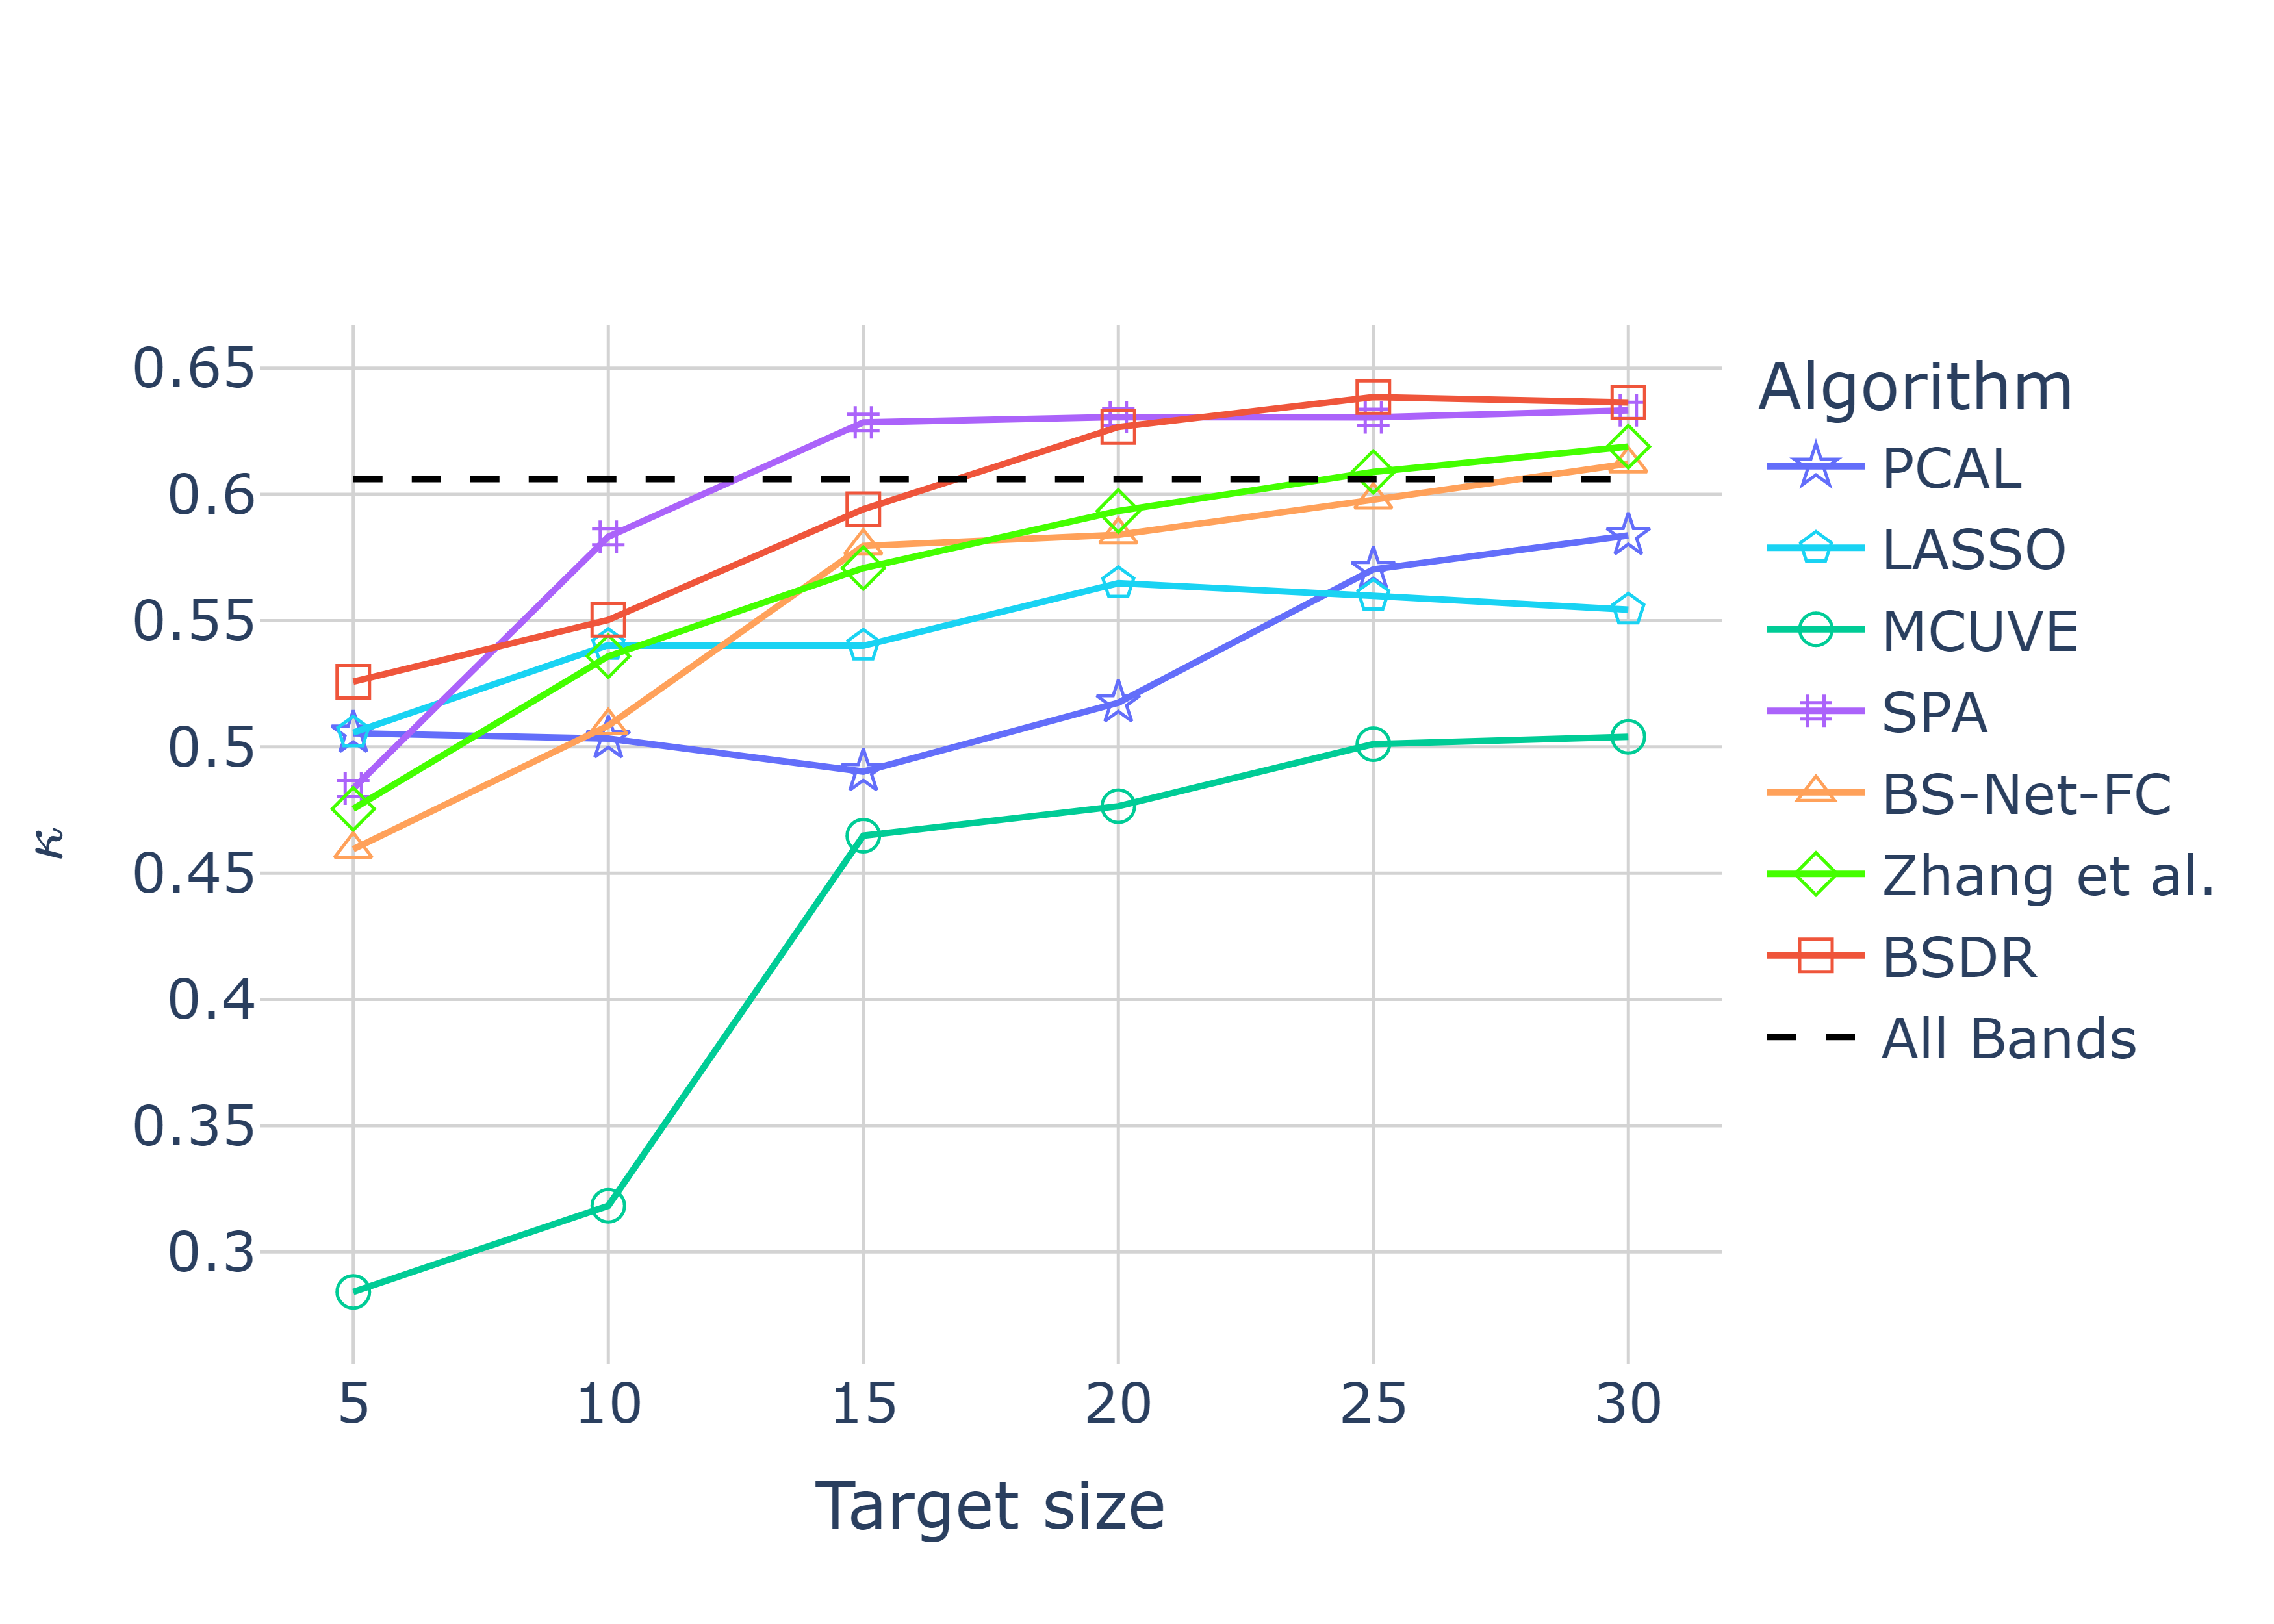 0.65
0.6
0.55
0.5
0.45
0.4
0.35
0.3
κ
5 10 15 20 25 30
Target size
Algorithm
PCAL
LASSO
MCUVE
SPA
BS-Net-FC
Zhang et al.
BSDR
All Bands